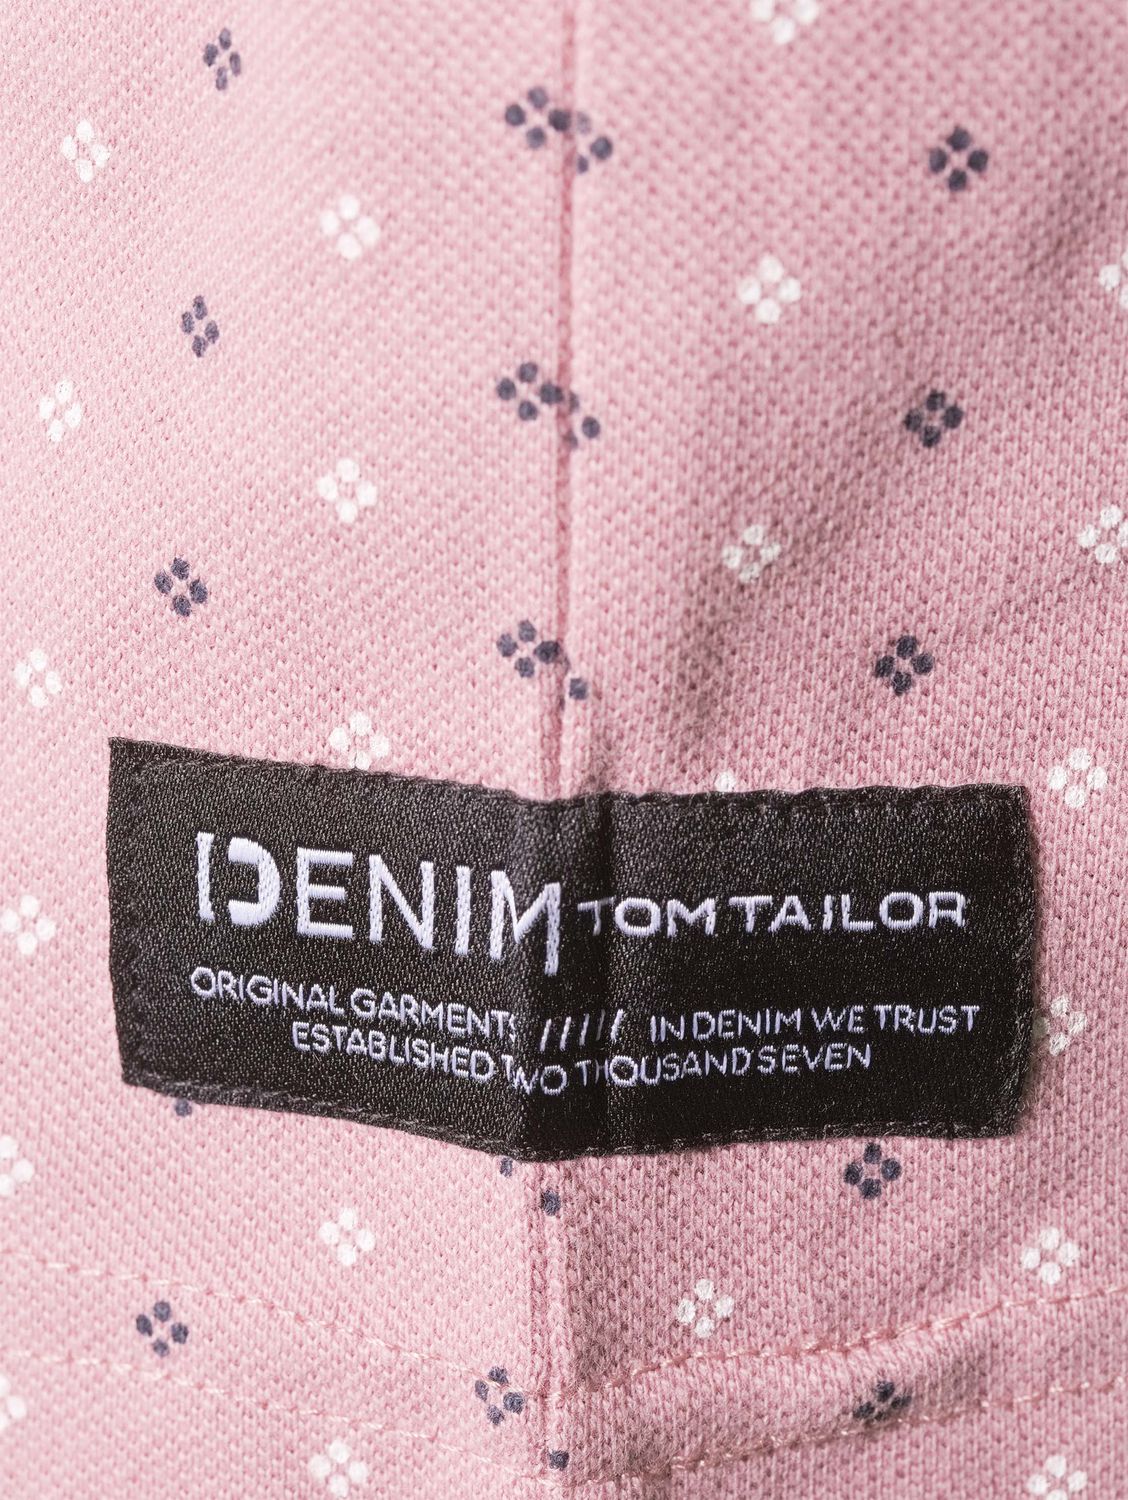 DENIM TOM TAILOR
ORIGINAL GARMENTS ///// IN DENIM WE TRUST
ESTABLISHED TWO THOUSAND SEVEN